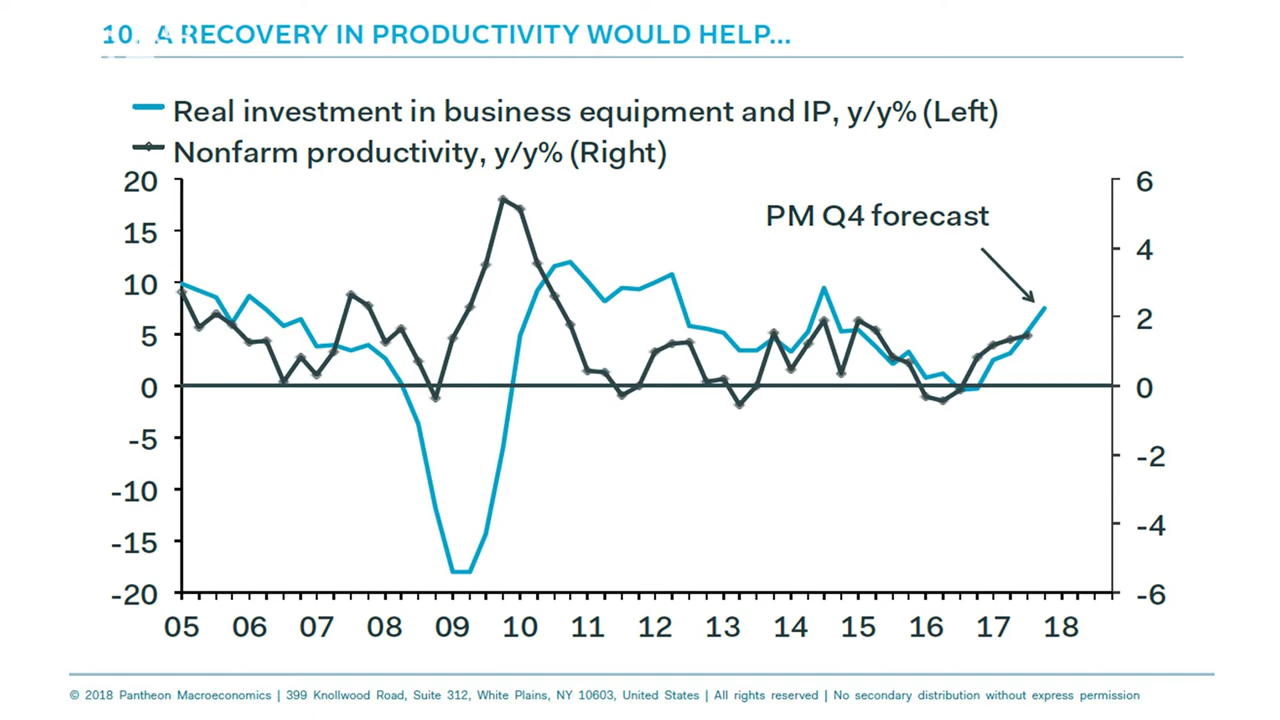 10. A RECOVERY IN PRODUCTIVITY WOULD HELP...
Real investment in business equipment and IP, y/y% (Left)
Nonfarm productivity, y/y% (Right)
20
15
10
5
0
-5
-10
-15
-20
PM Q4 forecast
6
4
2
0
-2
-4
-6
05 06 07 08 09 10 11 12 13 14 15 16 17 18
© 2018 Pantheon Macroeconomics | 399 Knollwood Road, Suite 312, White Plains, NY 10603, United States | All rights reserved | No secondary distribution without express permission